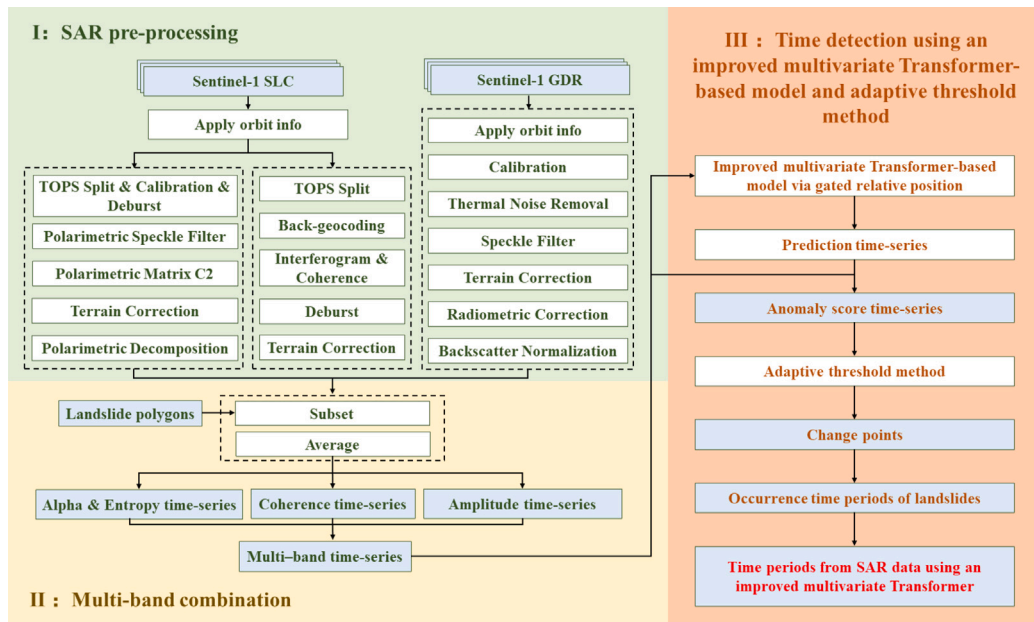 I: SAR pre-processing
Sentinel-1 SLC
Sentinel-1 GDR
Apply orbit info
TOPS Split & Calibration &
Deburst
Polarimetric Speckle Filter
Polarimetric Matrix C2
Terrain Correction
Polarimetric Decomposition
TOPS Split
Back-geocoding
Interferogram &
Coherence
Deburst
Terrain Correction
Apply orbit info
Calibration
Thermal Noise Removal
Speckle Filter
Terrain Correction
Radiometric Correction
Backscatter Normalization
Landslide polygons
Subset
Average
Alpha & Entropy time-series
Coherence time-series
Amplitude time-series
Multi–band time-series
II : Multi-band combination
III : Time detection using an
improved multivariate Transformer-
based model and adaptive threshold
method
Improved multivariate Transformer-based
model via gated relative position
Prediction time-series
Anomaly score time-series
Adaptive threshold method
Change points
Occurrence time periods of landslides
Time periods from SAR data using an
improved multivariate Transformer